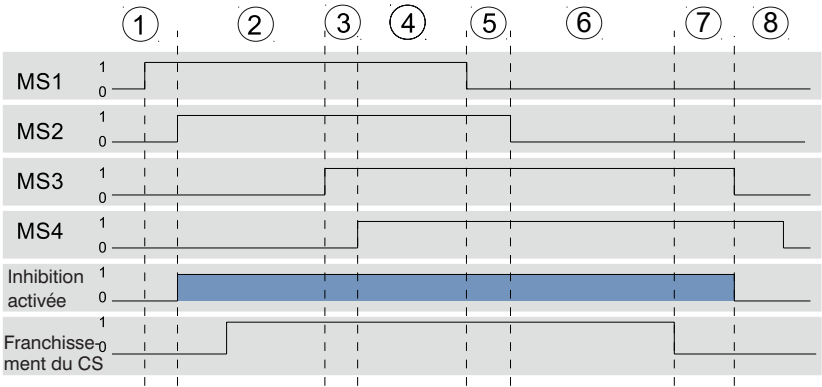 1 2 3 4 5 6 7 8
MS1 1
0
MS2 1
0
MS3 1
0
MS4 1
0
Inhibition 1
activée 0
1
Franchisse- 0
ment du CS